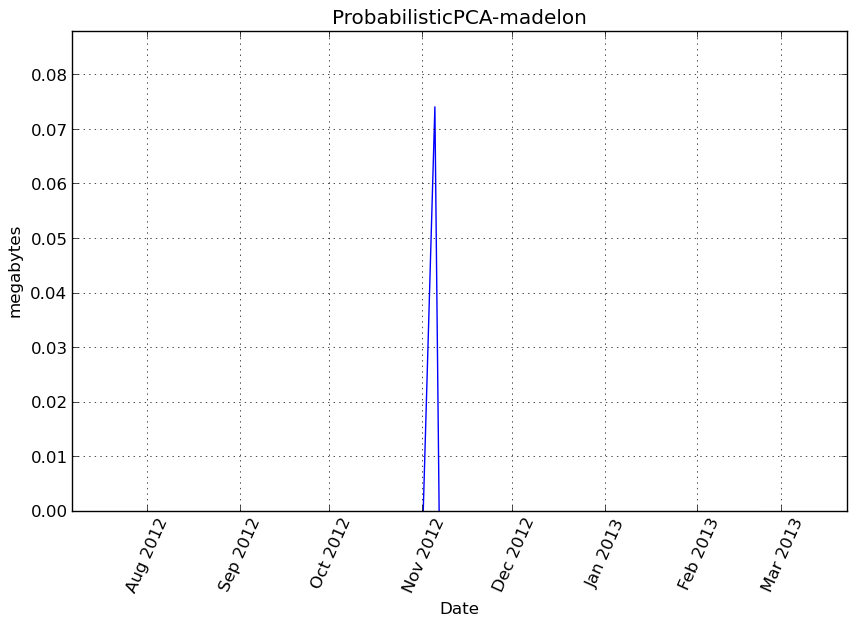 ProbabilisticPCA-madelon
0.08
0.07
0.06
0.05
0.04
0.03
0.02
0.01
0.00
megabytes
Aug 2012
Sep 2012
Oct 2012
Nov 2012
Dec 2012
Jan 2013
Feb 2013
Mar 2013
Date